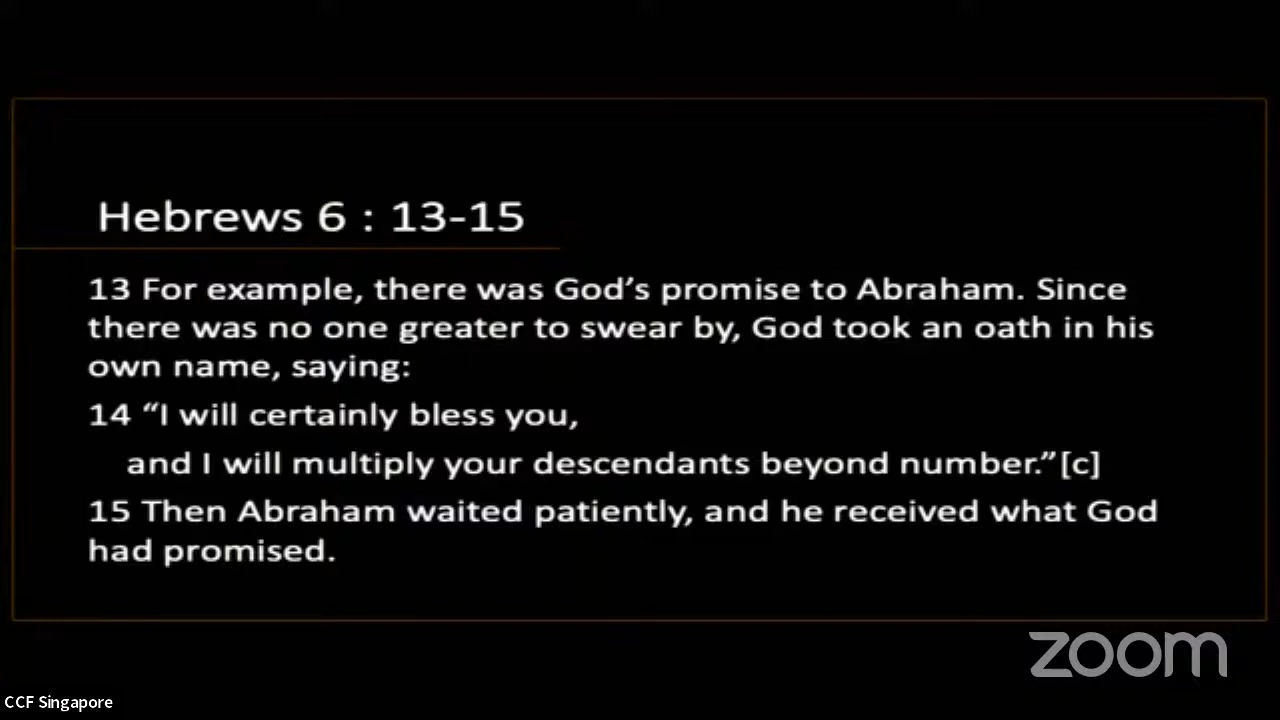 Hebrews 6 : 13-15
13 For example, there was God’s promise to Abraham. Since
there was no one greater to swear by, God took an oath in his
own name, saying:
14 “I will certainly bless you,
and I will multiply your descendants beyond number.”[c]
15 Then Abraham waited patiently, and he received what God
had promised.
zoom
CCF Singapore